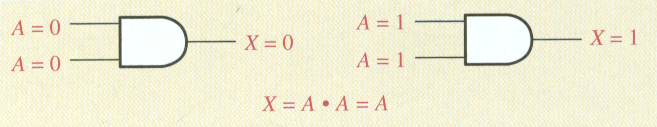 A = 0
A = 0
X = 0
A = 1
A = 1
X = 1
X = A • A = A